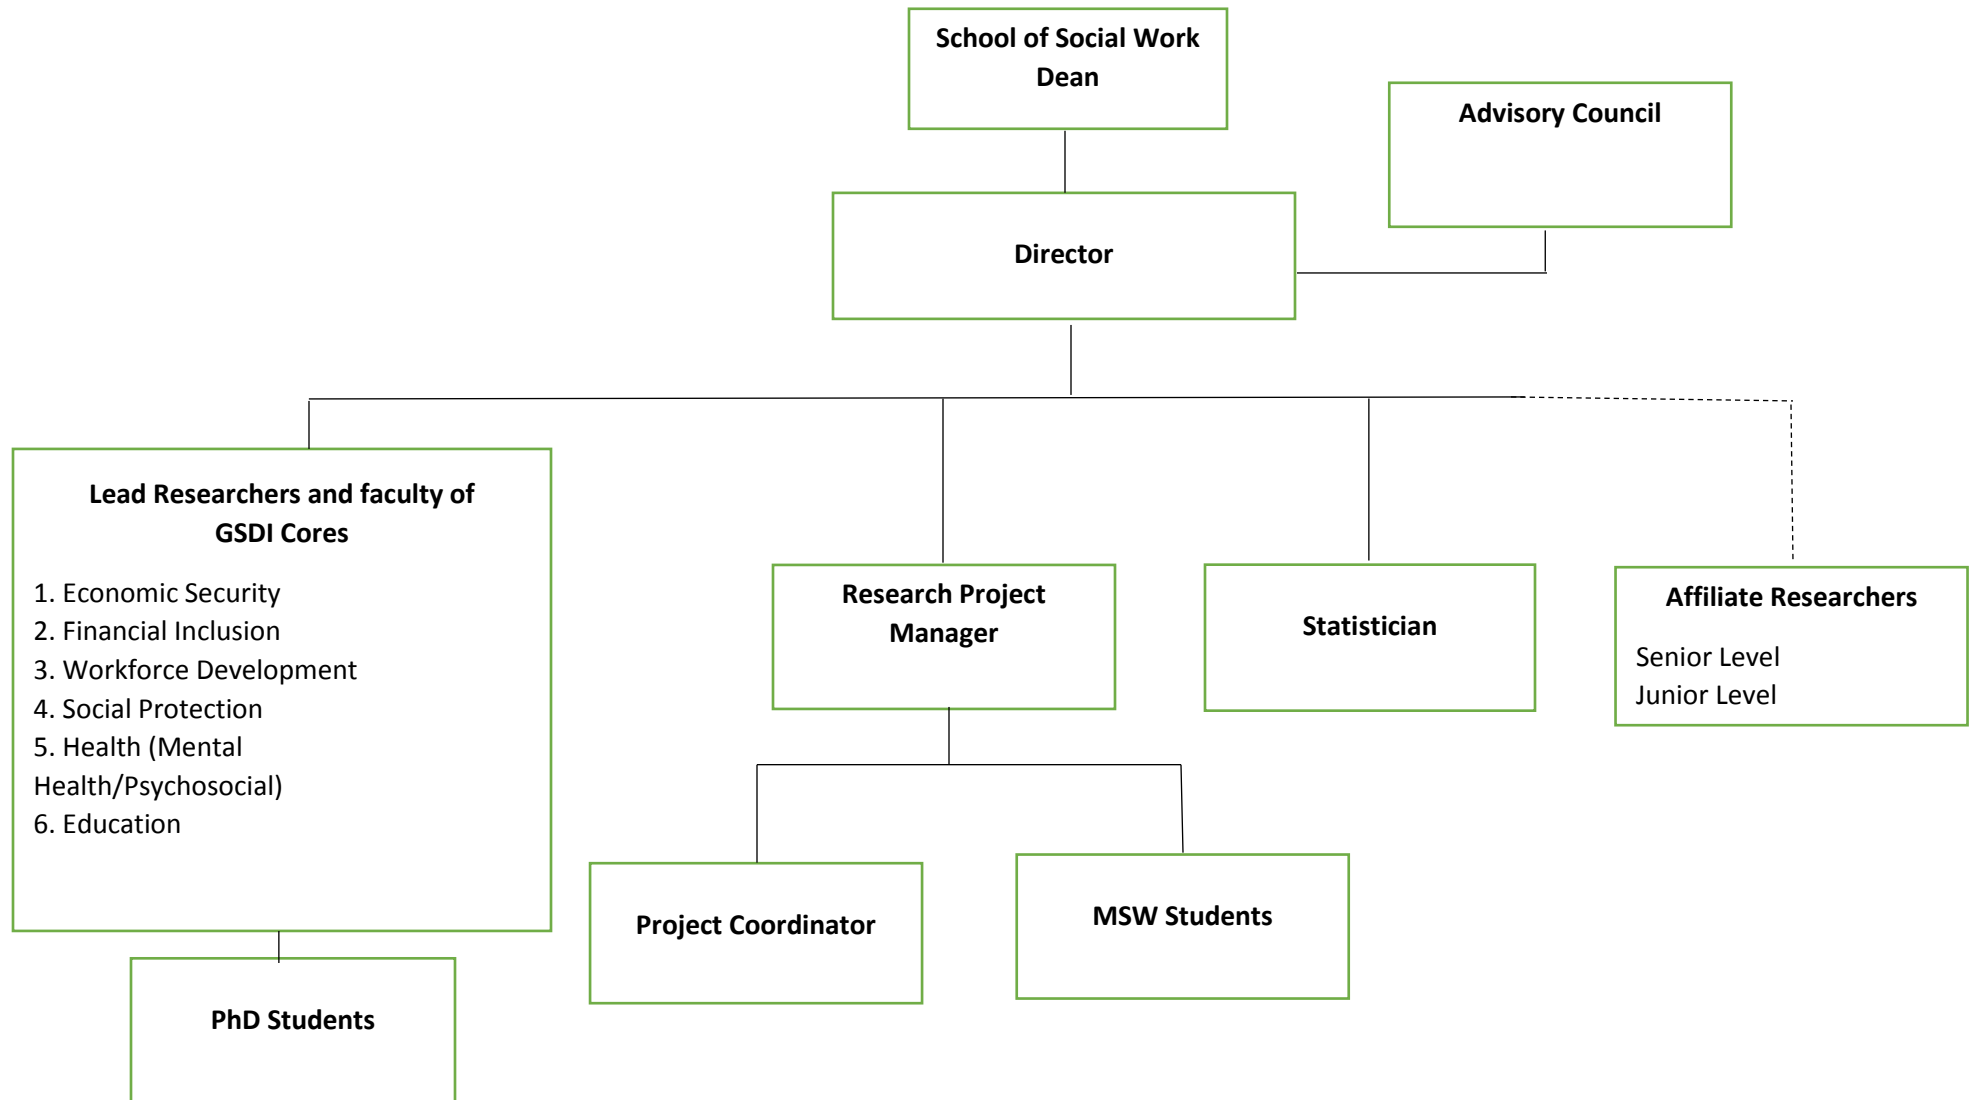 School of Social Work
Dean
Advisory Council
Director
Lead Researchers and faculty of
GSDI Cores
1. Economic Security
2. Financial Inclusion
3. Workforce Development
4. Social Protection
5. Health (Mental
Health/Psychosocial)
6. Education
Research Project
Manager
Statistician
Affiliate Researchers
Senior Level
Junior Level
Project Coordinator
MSW Students
PhD Students